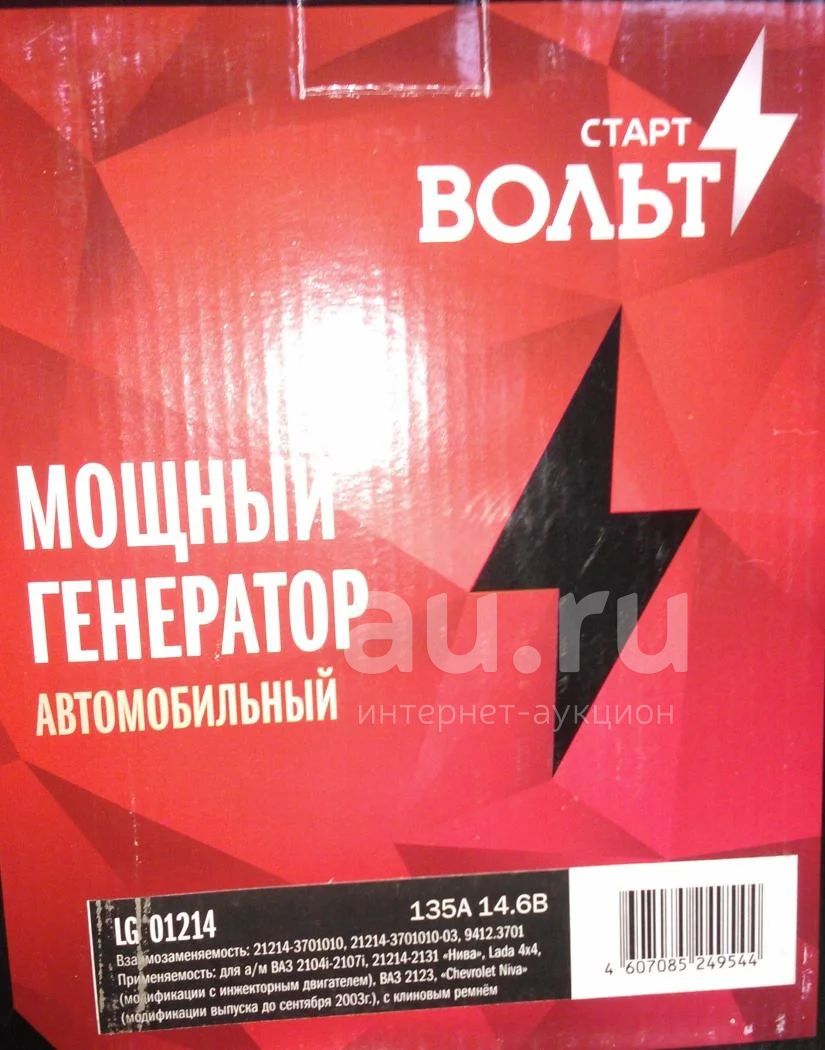 СТАРТ
ВОЛЬТ
МОЩНЫЙ
ГЕНЕРАТОР
АВТОМОБИЛЬНЫЙ
au.ru
интернет-аукцион
LG 01214
135А 14.6В
Взаимозаменяемость: 21214-3701010, 21214-3701010-03, 9412.3701
Применяемость: для а/м ВАЗ 2104i-2107i, 21214-2131 «Нива», Lada 4x4,
(модификации с инжекторным двигателем), ВАЗ 2123, «Chevrolet Niva»
(модификации выпуска до сентября 2003г.), с клиновым ремнём
4 607085 249544